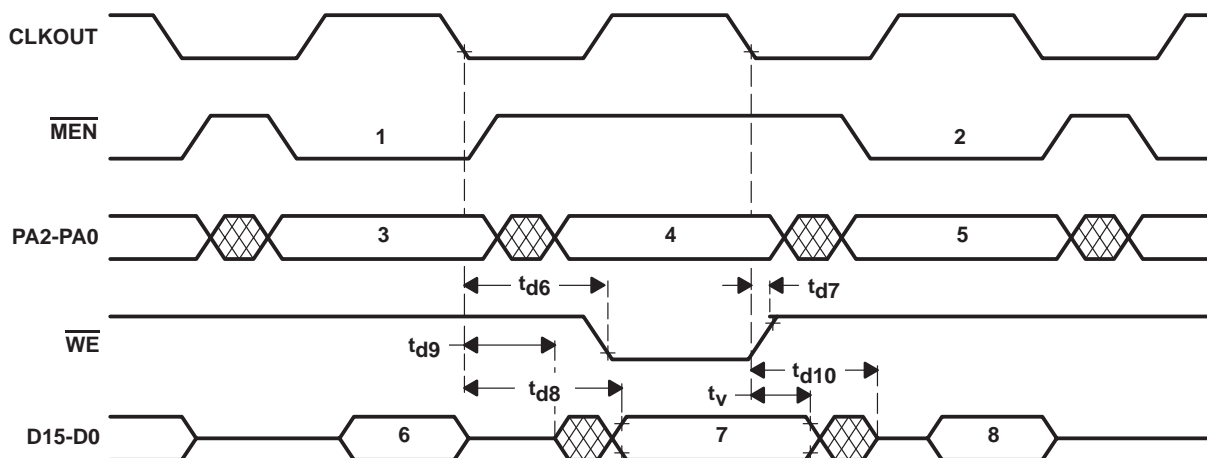 CLKOUT
MEN
1
2
PA2-PA0
3
4
5
td6
td7
WE
td9
td10
td8
tv
D15-D0
6
7
8